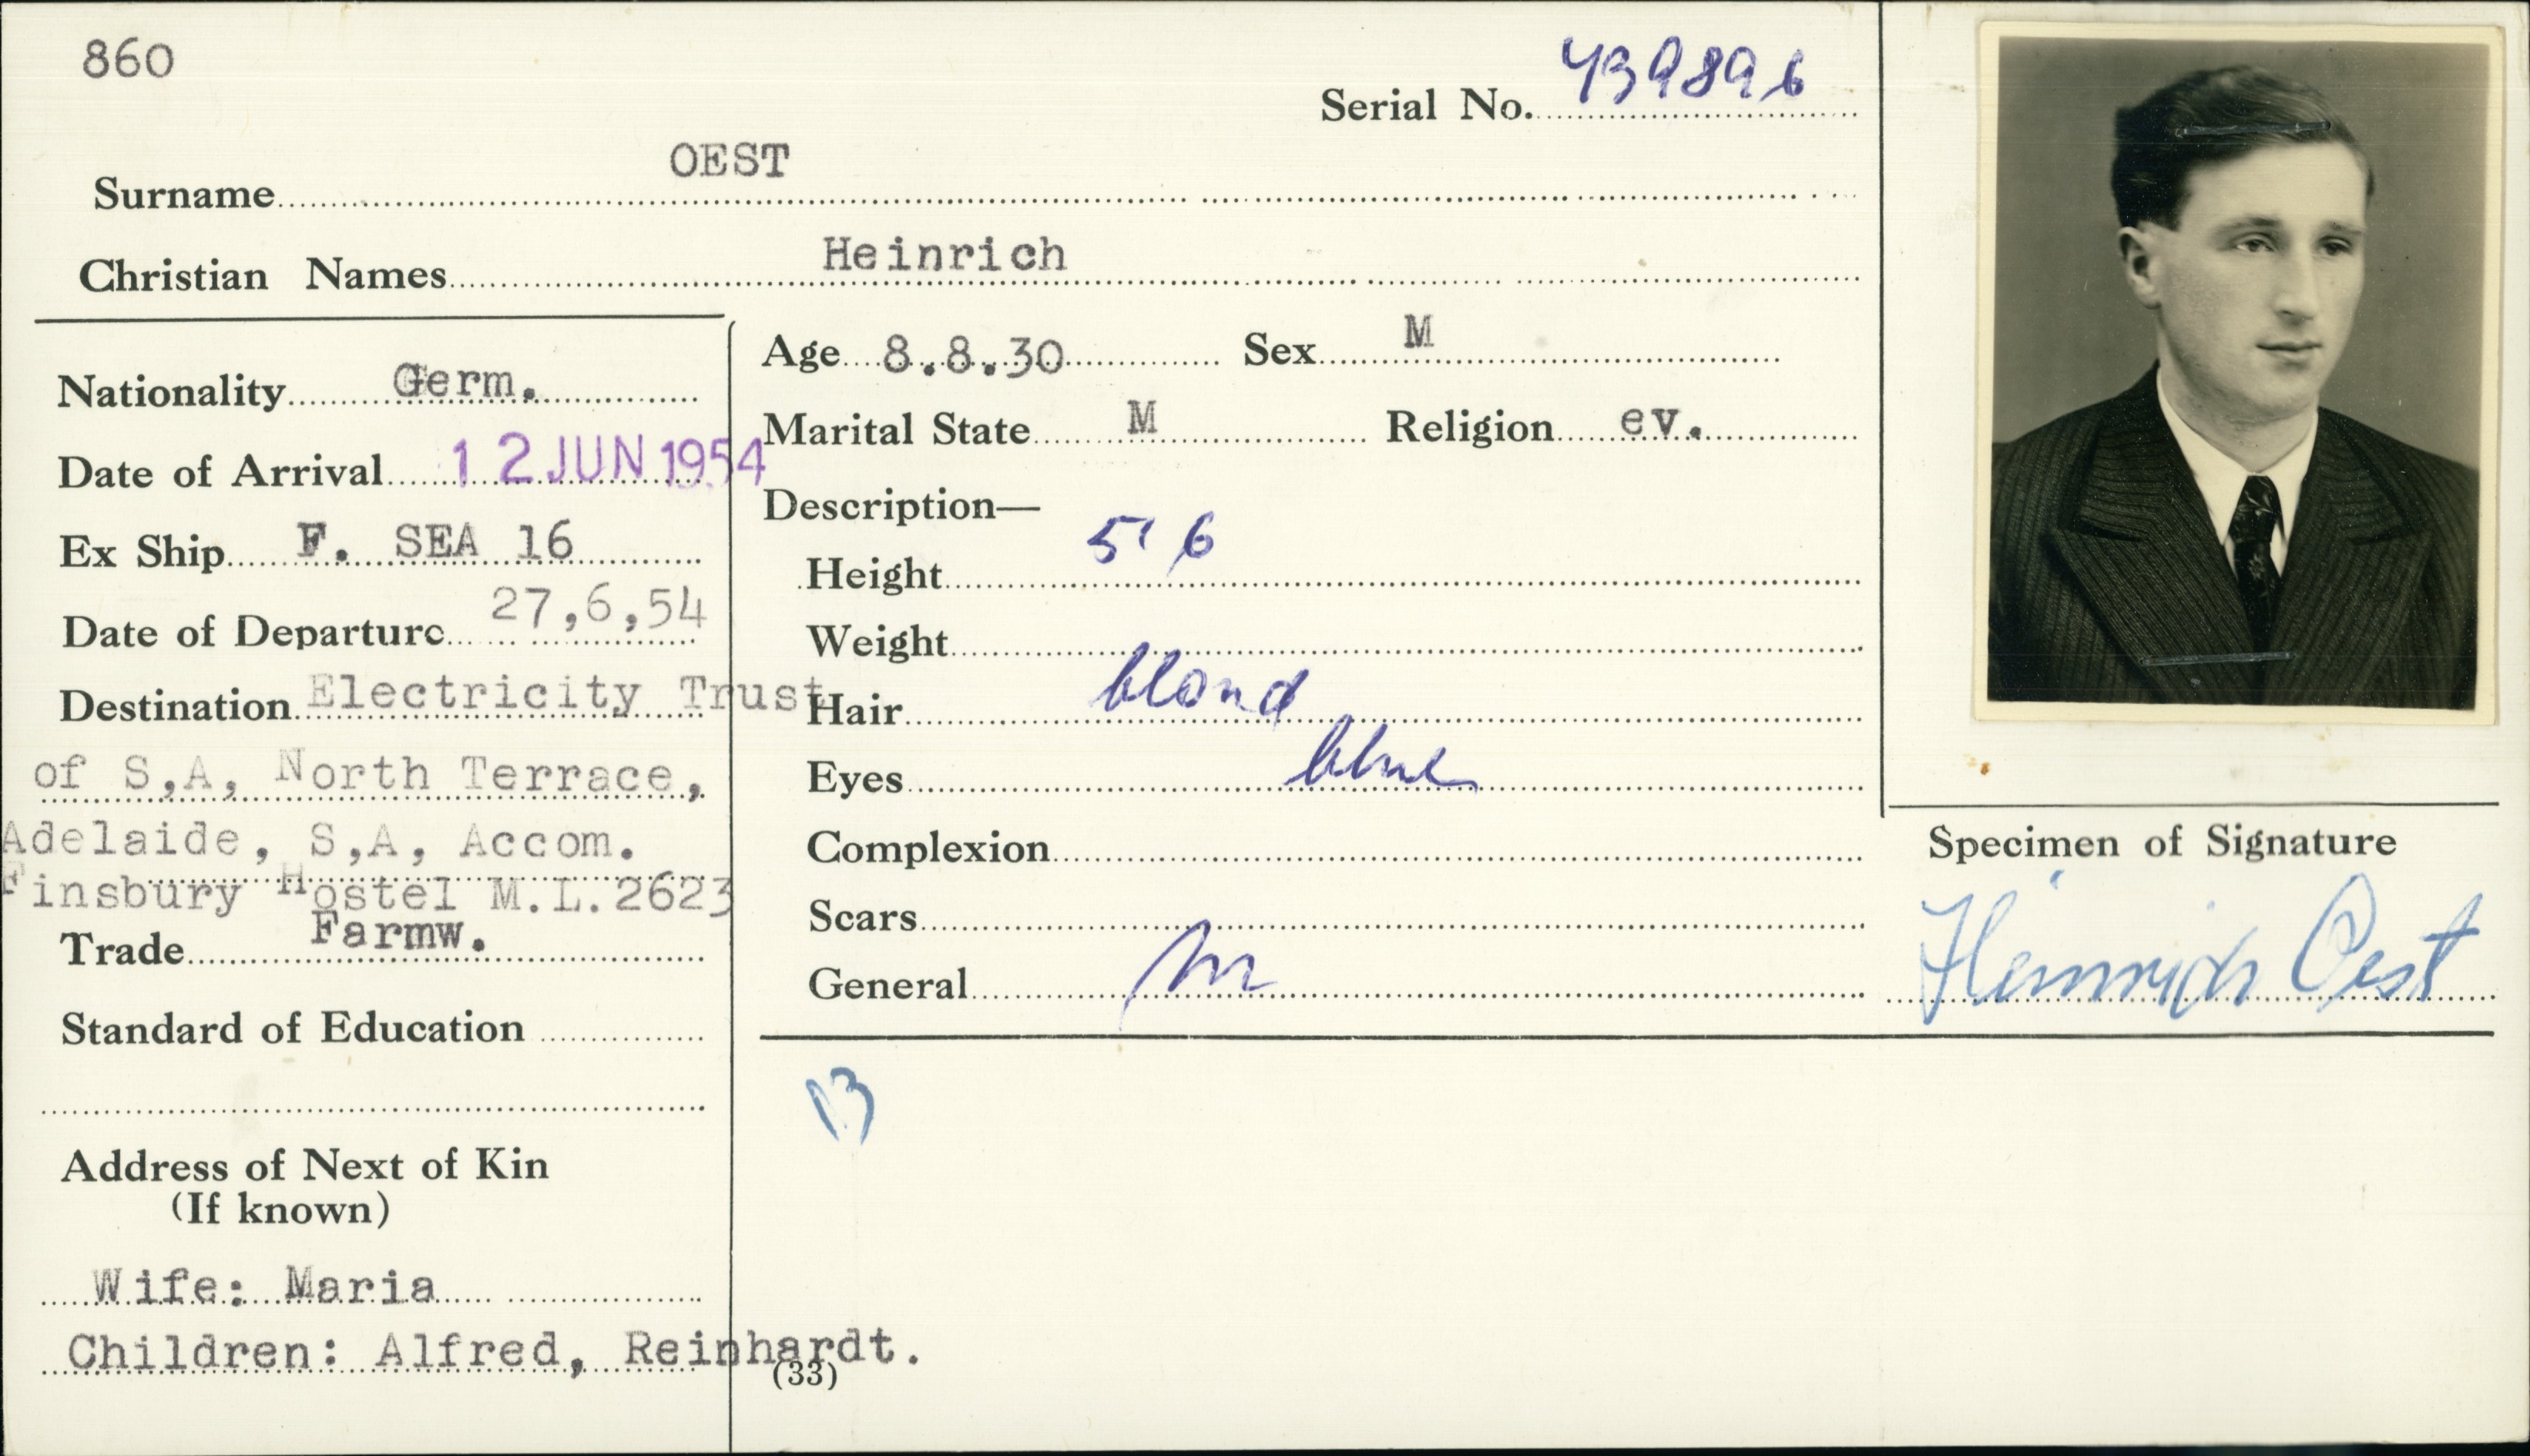 860
Serial No. 439896
Surname OEST
Christian Names Heinrich
Nationality Germ.
Date of Arrival 12 JUN 1954
Ex Ship F. SEA 16
Date of Departure 27,6,54
Destination Electricity Trust
of S,A, North Terrace,
Adelaide, S,A, Accom.
Finsbury Hostel M.L.2623
Trade Farmw.
Standard of Education
Address of Next of Kin
(If known)
Wife: Maria
Children: Alfred, Reinhardt.
Age 8.8.30 Sex M
Marital State M Religion ev.
Description—
Height 5' 6
Weight
Hair blond
Eyes blue
Complexion
Scars
General m
13
(33)
Specimen of Signature
Heinrich Oest